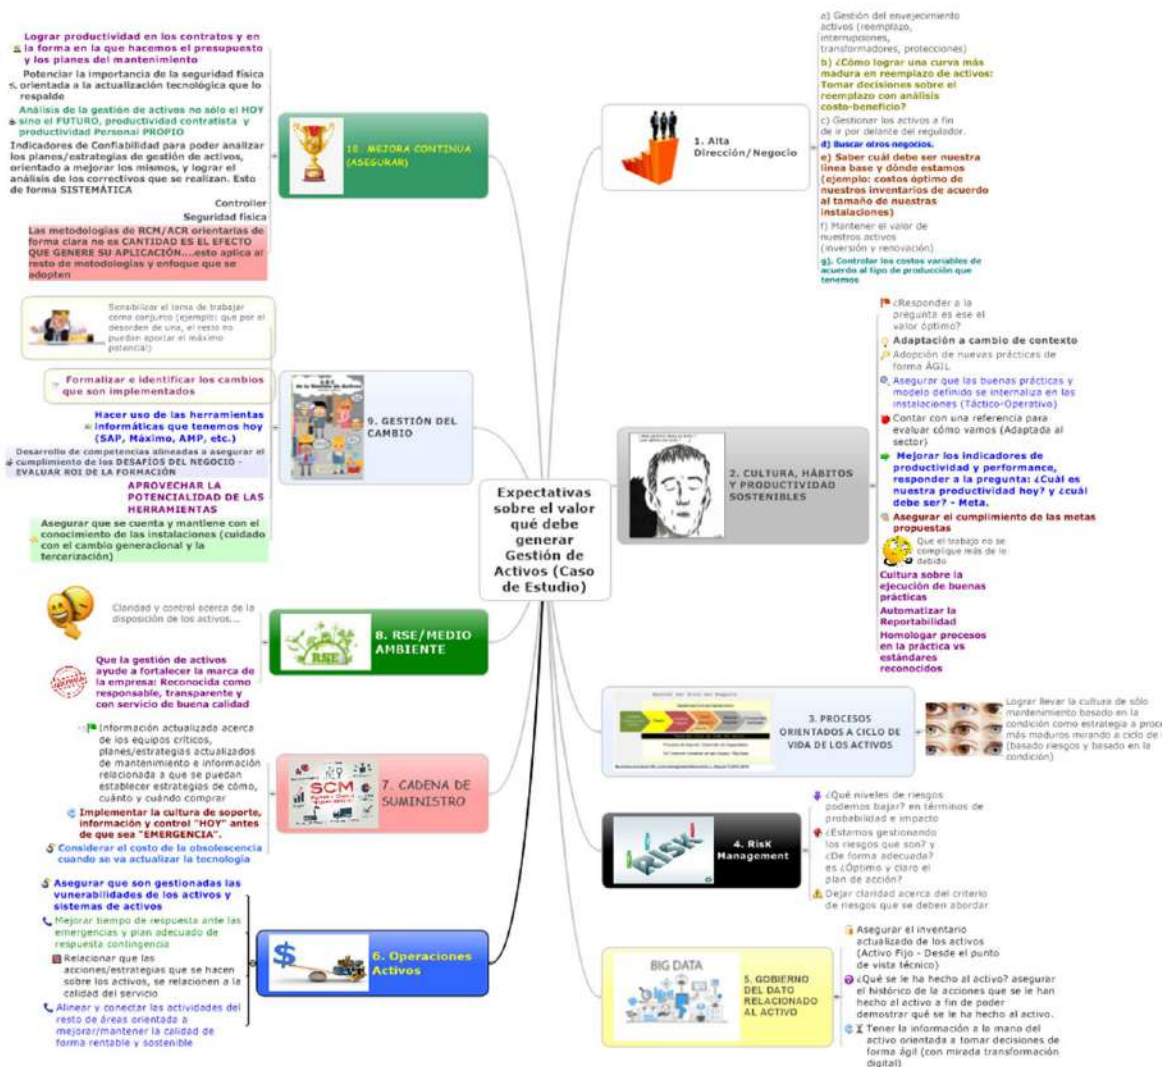 Expectativas
sobre el valor
qué debe
generar
Gestión de
Activos (Caso
de Estudio)
1. Alta
Dirección/Negocio
a) Gestión del envejecimiento
activos (reemplazo,
interrupciones,
transformadores, protecciones)
b) ¿Cómo lograr una curva más
madura en reemplazo de activos:
Tomar decisiones sobre el
reemplazo con análisis
costo-beneficio?
c) Gestionar los activos a fin
de ir por delante del regulador.
d) Buscar otros negocios.
e) Saber cuál debe ser nuestra
línea base y dónde estamos
(ejemplo: costos óptimo de
nuestros inventarios de acuerdo
al tamaño de nuestras
instalaciones)
f) Mantener el valor de
nuestros activos
(inversión y renovación)
g). Controlar los costos variables de
acuerdo al tipo de producción que
tenemos
2. CULTURA, HÁBITOS
Y PRODUCTIVIDAD
SOSTENIBLES
¿Responder a la
pregunta es ese el
valor óptimo?
Adaptación a cambio de contexto
Adopción de nuevas prácticas de
forma ÁGIL
Asegurar que las buenas prácticas y
modelo definido se internaliza en las
instalaciones (Táctico-Operativo)
Contar con una referencia para
evaluar cómo vamos (Adaptada al
sector)
Mejorar los indicadores de
productividad y performance,
responder a la pregunta: ¿Cuál es
nuestra productividad hoy? y ¿cuál
debe ser? - Meta.
Asegurar el cumplimiento de las metas
propuestas
Que el trabajo no se
complique más de lo
debido
Cultura sobre la
ejecución de buenas
prácticas
Automatizar la
Reportabilidad
Homologar procesos
en la práctica vs
estándares
reconocidos
3. PROCESOS
ORIENTADOS A CICLO DE
VIDA DE LOS ACTIVOS
Lograr llevar la cultura de sólo
mantenimiento basado en la
condición como estrategia a proce
más maduros mirando a ciclo de
(basado riesgos y basado en la
condición)
RISK
4. RisK
Management
¿Qué niveles de riesgos
podemos bajar? en términos de
probabilidad e impacto
¿Estamos gestionando
los riesgos que son? y
¿De forma adecuada?
es ¿Óptimo y claro el
plan de acción?
Dejar claridad acerca del criterio
de riesgos que se deben abordar
BIG DATA
5. GOBIERNO
DEL DATO
RELACIONADO
AL ACTIVO
Asegurar el inventario
actualizado de los activos
(Activo Fijo - Desde el punto
de vista técnico)
¿Qué se le ha hecho al activo? asegurar
el histórico de la acciones que se le han
hecho al activo a fin de poder
demostrar qué se le ha hecho al activo.
Tener la información a la mano del
activo orientada a tomar decisiones de
forma ágil (con mirada transformación
digital)
6. Operaciones
Activos
Asegurar que son gestionadas las
vunerabilidades de los activos y
sistemas de activos
Mejorar tiempo de respuesta ante las
emergencias y plan adecuado de
respuesta contingencia
Relacionar que las
acciones/estrategias que se hacen
sobre los activos, se relacionen a la
calidad del servicio
Alinear y conectar las actividades del
resto de áreas orientada a
mejorar/mantener la calidad de
forma rentable y sostenible
SCM
7. CADENA DE
SUMINISTRO
Información actualizada acerca
de los equipos críticos,
planes/estrategias actualizados
de mantenimiento e información
relacionada a que se puedan
establecer estrategias de cómo,
cuánto y cuándo comprar
Implementar la cultura de soporte,
información y control "HOY" antes
de que sea "EMERGENCIA".
Considerar el costo de la obsolescencia
cuando se va actualizar la tecnología
RSE
8. RSE/MEDIO
AMBIENTE
Claridad y control acerca de la
disposición de los activos...
Que la gestión de activos
ayude a fortalecer la marca de
la empresa: Reconocida como
responsable, transparente y
con servicio de buena calidad
9. GESTIÓN DEL
CAMBIO
Sensibilizar el tema de trabajar
como conjunto (ejemplo: que por el
desorden de una, el resto no
puedan aportar el máximo
potencial)
Formalizar e identificar los cambios
que son implementados
Hacer uso de las herramientas
informáticas que tenemos hoy
(SAP, Máximo, AMP, etc.)
Desarrollo de competencias alineadas a asegurar el
cumplimiento de los DESAFÍOS DEL NEGOCIO -
EVALUAR ROI DE LA FORMACIÓN
APROVECHAR LA
POTENCIALIDAD DE LAS
HERRAMIENTAS
Asegurar que se cuenta y mantiene con el
conocimiento de las instalaciones (cuidado
con el cambio generacional y la
tercerización)
10. MEJORA CONTINUA
(ASEGURAR)
Lograr productividad en los contratos y en
la forma en la que hacemos el presupuesto
y los planes del mantenimiento
Potenciar la importancia de la seguridad física
orientada a la actualización tecnológica que lo
respalde
Análisis de la gestión de activos no sólo el HOY
sino el FUTURO, productividad contratista y
productividad Personal PROPIO
Indicadores de Confiabilidad para poder analizar
los planes/estrategias de gestión de activos,
orientado a mejorar los mismos, y lograr el
análisis de los correctivos que se realizan. Esto
de forma SISTEMÁTICA
Controller
Seguridad física
Las metodologías de RCM/ACR orientarlas de
forma clara no es CANTIDAD ES EL EFECTO
QUE GENERE SU APLICACIÓN....esto aplica al
resto de metodologías y enfoque que se
adopten